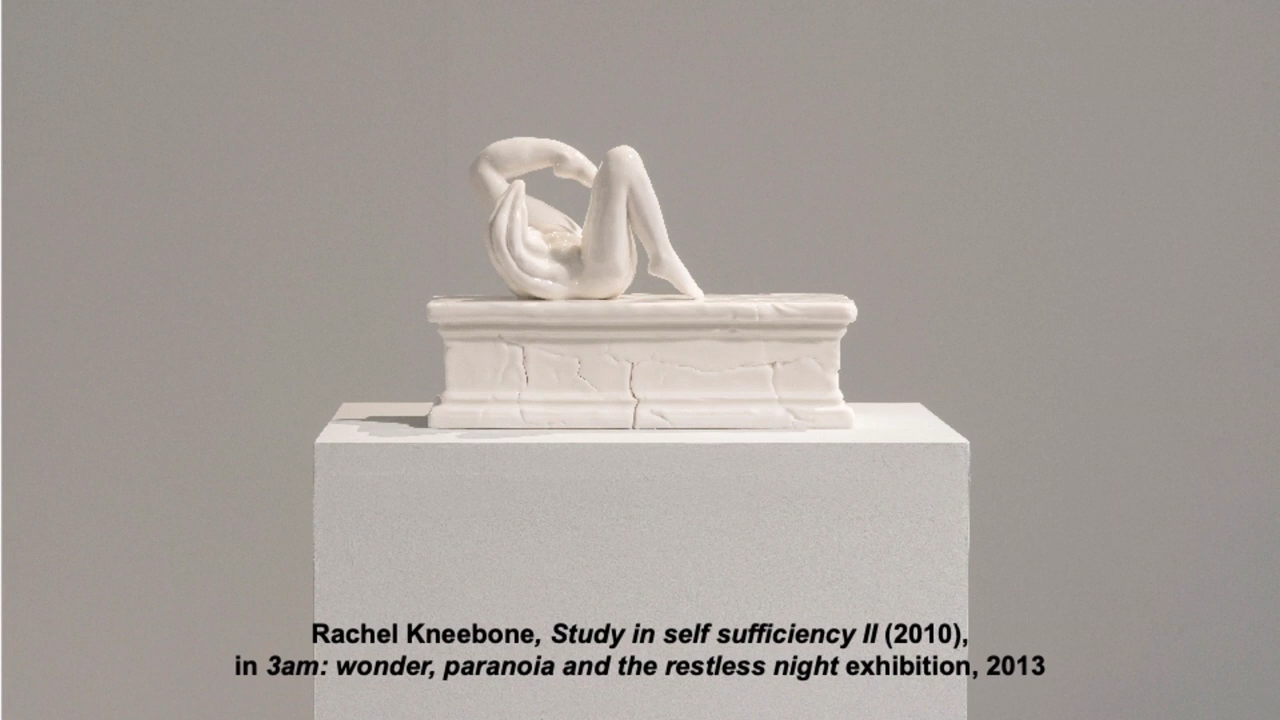 Rachel Kneebone, Study in self sufficiency II (2010),
in 3am: wonder, paranoia and the restless night exhibition, 2013